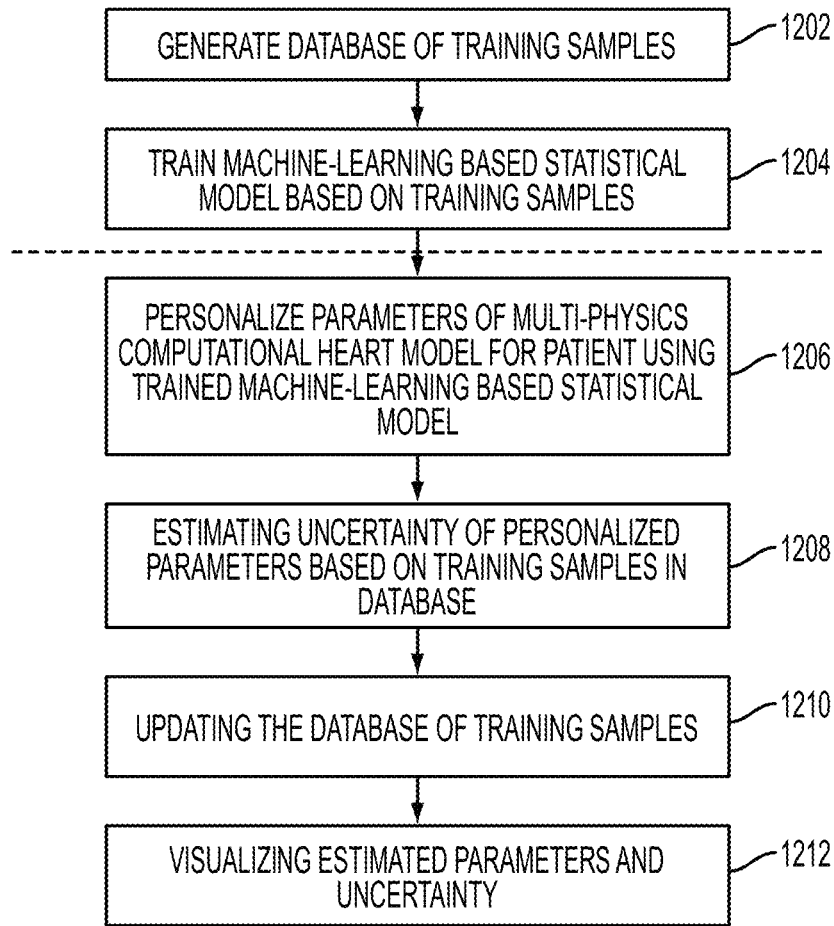 GENERATE DATABASE OF TRAINING SAMPLES
1202
TRAIN MACHINE-LEARNING BASED STATISTICAL
MODEL BASED ON TRAINING SAMPLES
1204
PERSONALIZE PARAMETERS OF MULTI-PHYSICS
COMPUTATIONAL HEART MODEL FOR PATIENT USING
TRAINED MACHINE-LEARNING BASED STATISTICAL
MODEL
1206
ESTIMATING UNCERTAINTY OF PERSONALIZED
PARAMETERS BASED ON TRAINING SAMPLES IN
DATABASE
1208
UPDATING THE DATABASE OF TRAINING SAMPLES
1210
VISUALIZING ESTIMATED PARAMETERS AND
UNCERTAINTY
1212